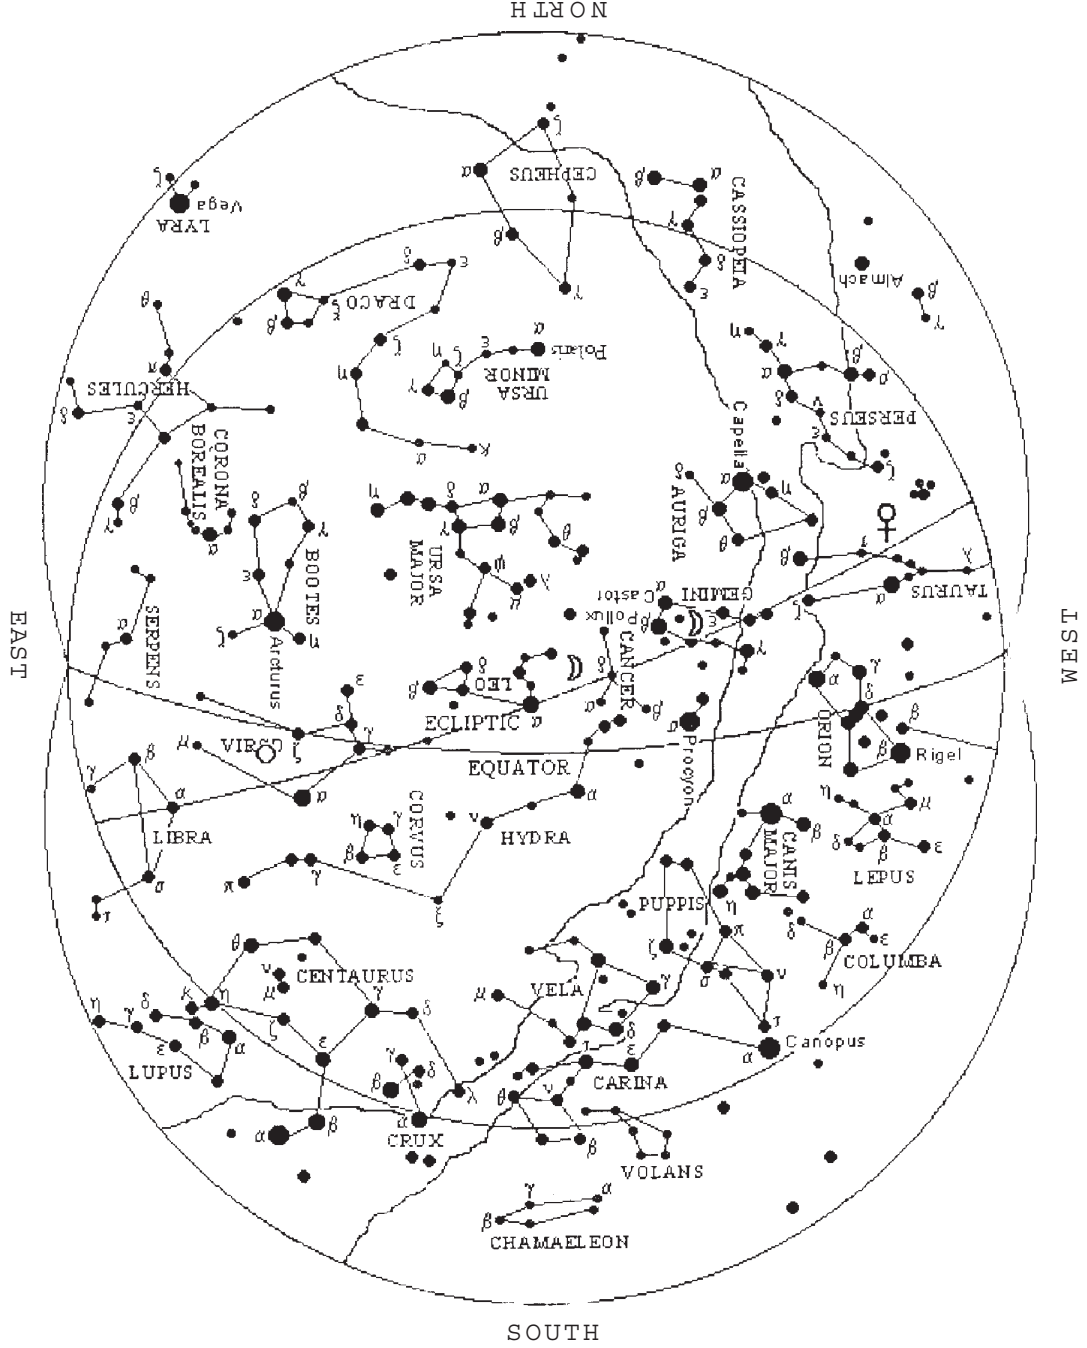 NORTH
ζ
α
CEPHEUS
β
γ
β
α
CASSIOPEIA
γ
δ
ε
ζ
Vega
LYRA
Almach
β
γ
δ
ε
γ
ξ
β
DRACO
ζ
η
α
κ
θ
π
HERCULES
δ
ε
β
γ
α
Polaris
URSA
MINOR
ε
ζ
η
γ
β
η
γ
α
β
ρ
δ
ν
PERSEUS
ε
ζ
CORONA
BOREALIS
α
δ
β
γ
BOOTES
ε
α
Arcturus
ζ
η
η
δ
α
γ
β
θ
URSA
MAJOR
ψ
λ
μ
Capella
δ
α
η
β
θ
AURIGA
β
τ
λ
TAURUS
α
ζ
α
Castor
GEMINI
ε
β
Pollux
γ
EAST
WEST
SERPENS
α
δ
CANCER
α
β
δ
LEO
β
α
ECLIPTIC
ε
δ
γ
VIRGO
ζ
μ
α
EQUATOR
α
Procyon
α
γ
δ
ORION
β
β
Rigel
β
γ
α
LIBRA
σ
τ
CORVUS
η
γ
β
ε
α
ν
HYDRA
ξ
π
γ
α
β
CANIS
MAJOR
η
η
μ
α
δ
β
ε
LEPUS
PUPPIS
π
ζ
σ
ν
τ
δ
α
β
ε
COLUMBA
η
θ
ν
CENTAURUS
μ
κ
η
γ
δ
ζ
ε
λ
β
α
VELA
μ
γ
δ
Canopus
α
η
γ
δ
β
α
ε
LUPUS
γ
β
δ
α
CRUX
ε
CARINA
θ
ν
β
VOLANS
γ
α
β
CHAMAELEON
SOUTH